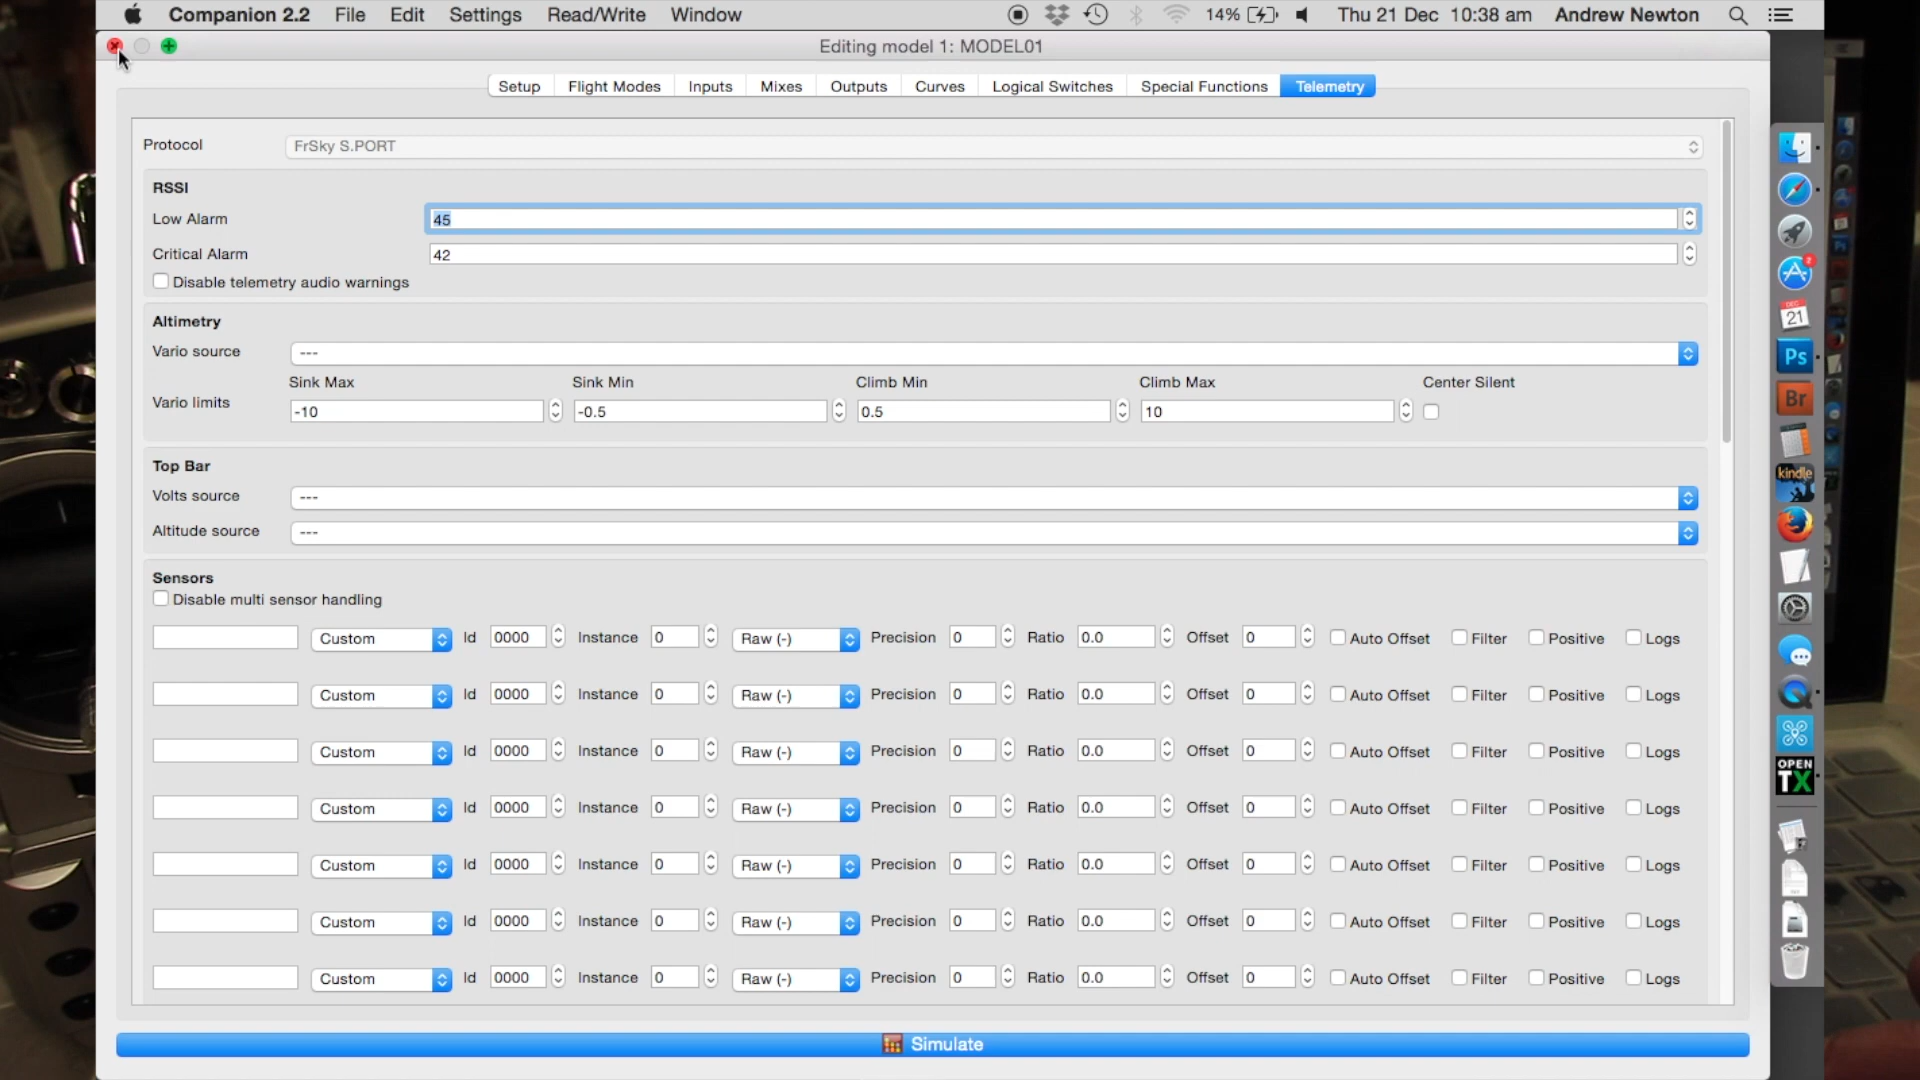 Companion 2.2 File Edit Settings Read/Write Window 14% Thu 21 Dec 10:38 am Andrew Newton
Editing model 1: MODEL01
Setup Flight Modes Inputs Mixes Outputs Curves Logical Switches Special Functions Telemetry
Protocol FrSky S.PORT
RSSI
Low Alarm 45
Critical Alarm 42
Disable telemetry audio warnings
Altimetry
Vario source ---
Sink Max Sink Min Climb Min Climb Max Center Silent
Vario limits -10 -0.5 0.5 10
Top Bar
Volts source ---
Altitude source ---
Sensors
Disable multi sensor handling
Custom Id 0000 Instance 0 Raw (-) Precision 0 Ratio 0.0 Offset 0 Auto Offset Filter Positive Logs
Custom Id 0000 Instance 0 Raw (-) Precision 0 Ratio 0.0 Offset 0 Auto Offset Filter Positive Logs
Custom Id 0000 Instance 0 Raw (-) Precision 0 Ratio 0.0 Offset 0 Auto Offset Filter Positive Logs
Custom Id 0000 Instance 0 Raw (-) Precision 0 Ratio 0.0 Offset 0 Auto Offset Filter Positive Logs
Custom Id 0000 Instance 0 Raw (-) Precision 0 Ratio 0.0 Offset 0 Auto Offset Filter Positive Logs
Custom Id 0000 Instance 0 Raw (-) Precision 0 Ratio 0.0 Offset 0 Auto Offset Filter Positive Logs
Custom Id 0000 Instance 0 Raw (-) Precision 0 Ratio 0.0 Offset 0 Auto Offset Filter Positive Logs
Simulate
2
DEC
21
Ps
Br
kindle
OPEN
TX